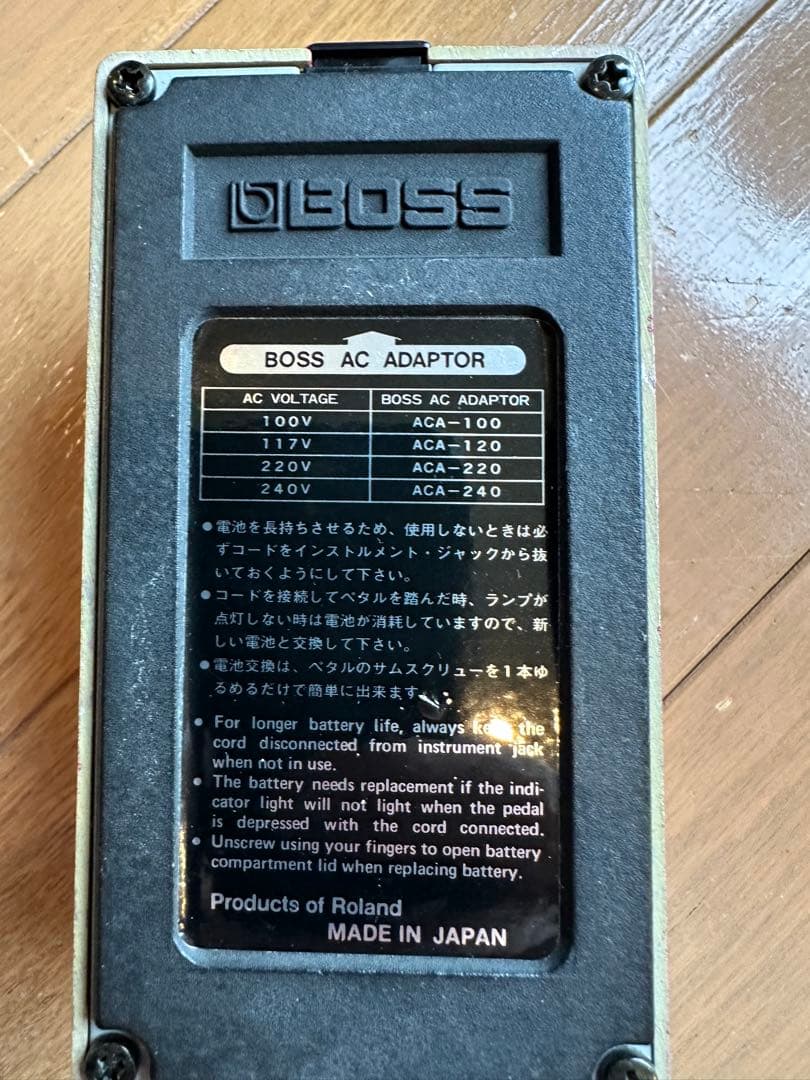 BOSS
BOSS AC ADAPTOR
AC VOLTAGE BOSS AC ADAPTOR
100V ACA-100
117V ACA-120
220V ACA-220
240V ACA-240
●電池を長持ちさせるため、使用しないときは必
ずコードをインストルメント・ジャックから抜
いておくようにして下さい。
●コードを接続してペタルを踏んだ時、ランプが
点灯しない時は電池が消耗していますので、新
しい電池と交換して下さい。
●電池交換は、ペタルのサムスクリューを1本ゆ
るめるだけで簡単に出来ます
• For longer battery life, always the
cord disconnected from instrument jack
when not in use.
• The battery needs replacement if the indi-
cator light will not light when the pedal
is depressed with the cord connected.
• Unscrew using your fingers to open battery
compartment lid when replacing battery.
Products of Roland
MADE IN JAPAN